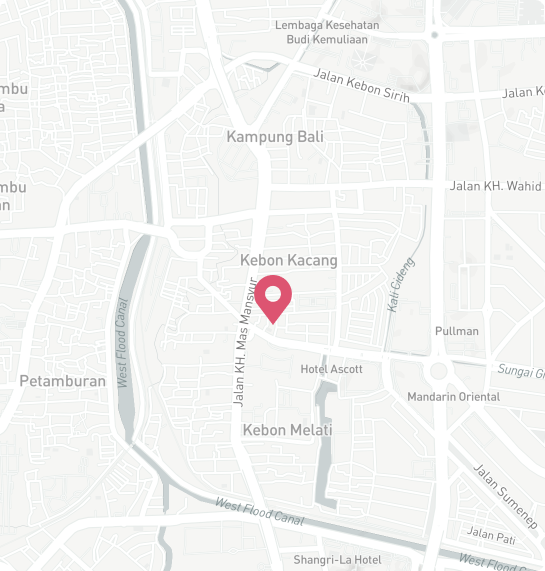 Lembaga Kesehatan
Budi Kemuliaan
Jalan Kebon Sirih
mbu
a
Jalan K
Kampung Bali
mbu
an
Jalan KH. Wahid
Kebon Kacang
Kali Cideng
Jalan KH. Mas Mansyur
West Flood Canal
Pullman
Hotel Ascott
Sungai G
Petamburan
Mandarin Oriental
Kebon Melati
Jalan Sumenep
West Flood Canal
Jalan Pati
Shangri-La Hotel
West Flood Ca